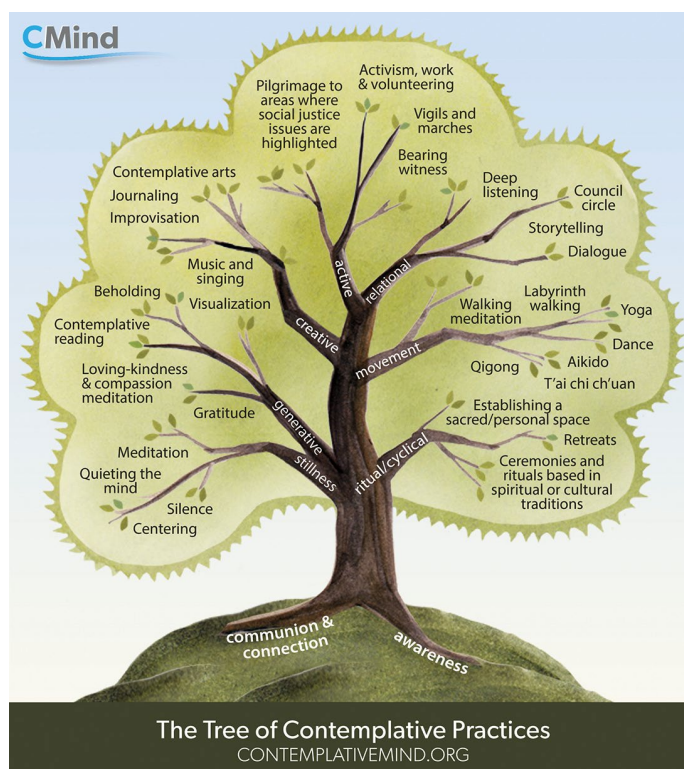 CMind
Activism, work
& volunteering
Pilgrimage to
areas where
social justice
issues are
highlighted
Vigils and
marches
Bearing
witness
Contemplative arts
Journaling
Improvisation
Deep
listening
Council
circle
Storytelling
Dialogue
Music and
singing
active
relational
Beholding
Visualization
Contemplative
reading
creative
movement
Walking
meditation
Labyrinth
walking
Yoga
Dance
Aikido
Qigong
T'ai chi ch'uan
Loving-kindness
& compassion
meditation
Gratitude
generative
Establishing a
sacred/personal space
Meditation
stillness
ritual/cyclical
Retreats
Quieting the
mind
Silence
Centering
Ceremonies and
rituals based in
spiritual or cultural
traditions
communion &
connection
awareness
The Tree of Contemplative Practices
CONTEMPLATIVEMIND.ORG